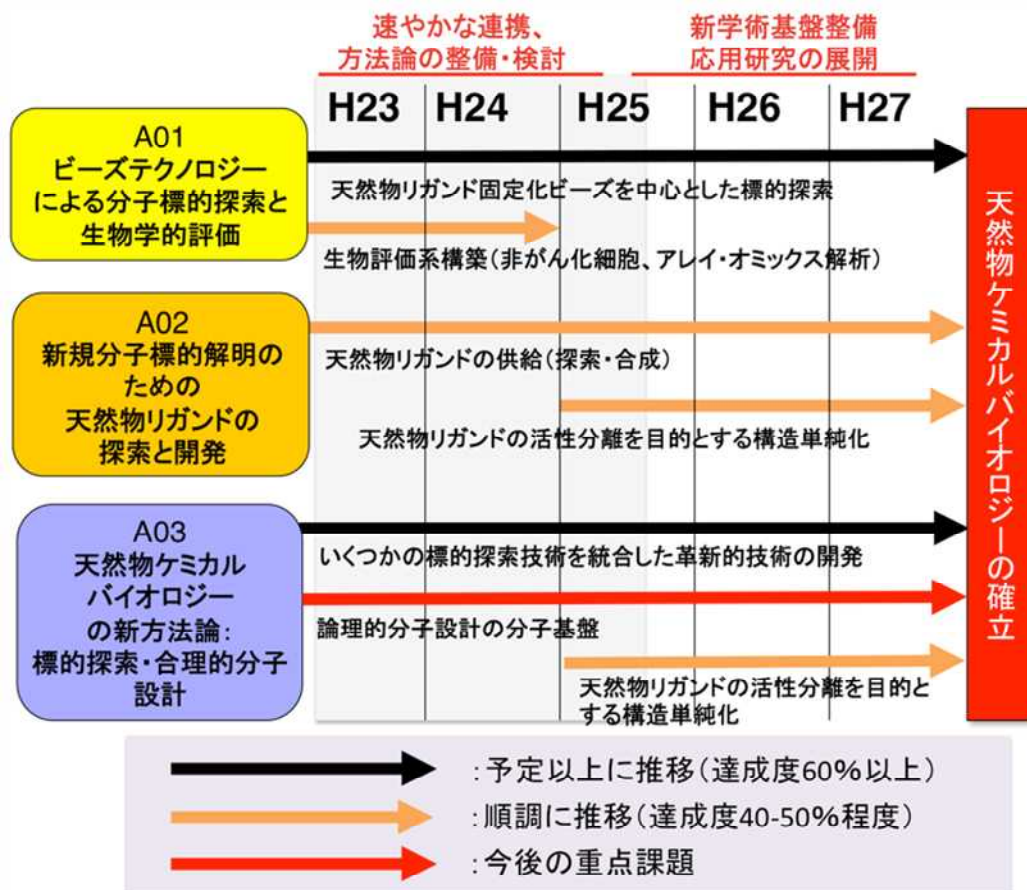 速やかな連携、
方法論の整備・検討
新学術基盤整備
応用研究の展開
H23
H24
H25
H26
H27
A01
ビーズテクノロジー
による分子標的探索と
生物学的評価
天然物リガンド固定化ビーズを中心とした標的探索
生物評価系構築(非がん化細胞、アレイ・オミックス解析)
A02
新規分子標的解明の
ための
天然物リガンドの
探索と開発
天然物リガンドの供給(探索・合成)
天然物リガンドの活性分離を目的とする構造単純化
A03
天然物ケミカル
バイオロジー
の新方法論:
標的探索・合理的分子
設計
いくつかの標的探索技術を統合した革新的技術の開発
論理的分子設計の分子基盤
天然物リガンドの活性分離を目的と
する構造単純化
天然物ケミカルバイオロジーの確立
:予定以上に推移(達成度60%以上)
:順調に推移(達成度40-50%程度)
:今後の重点課題